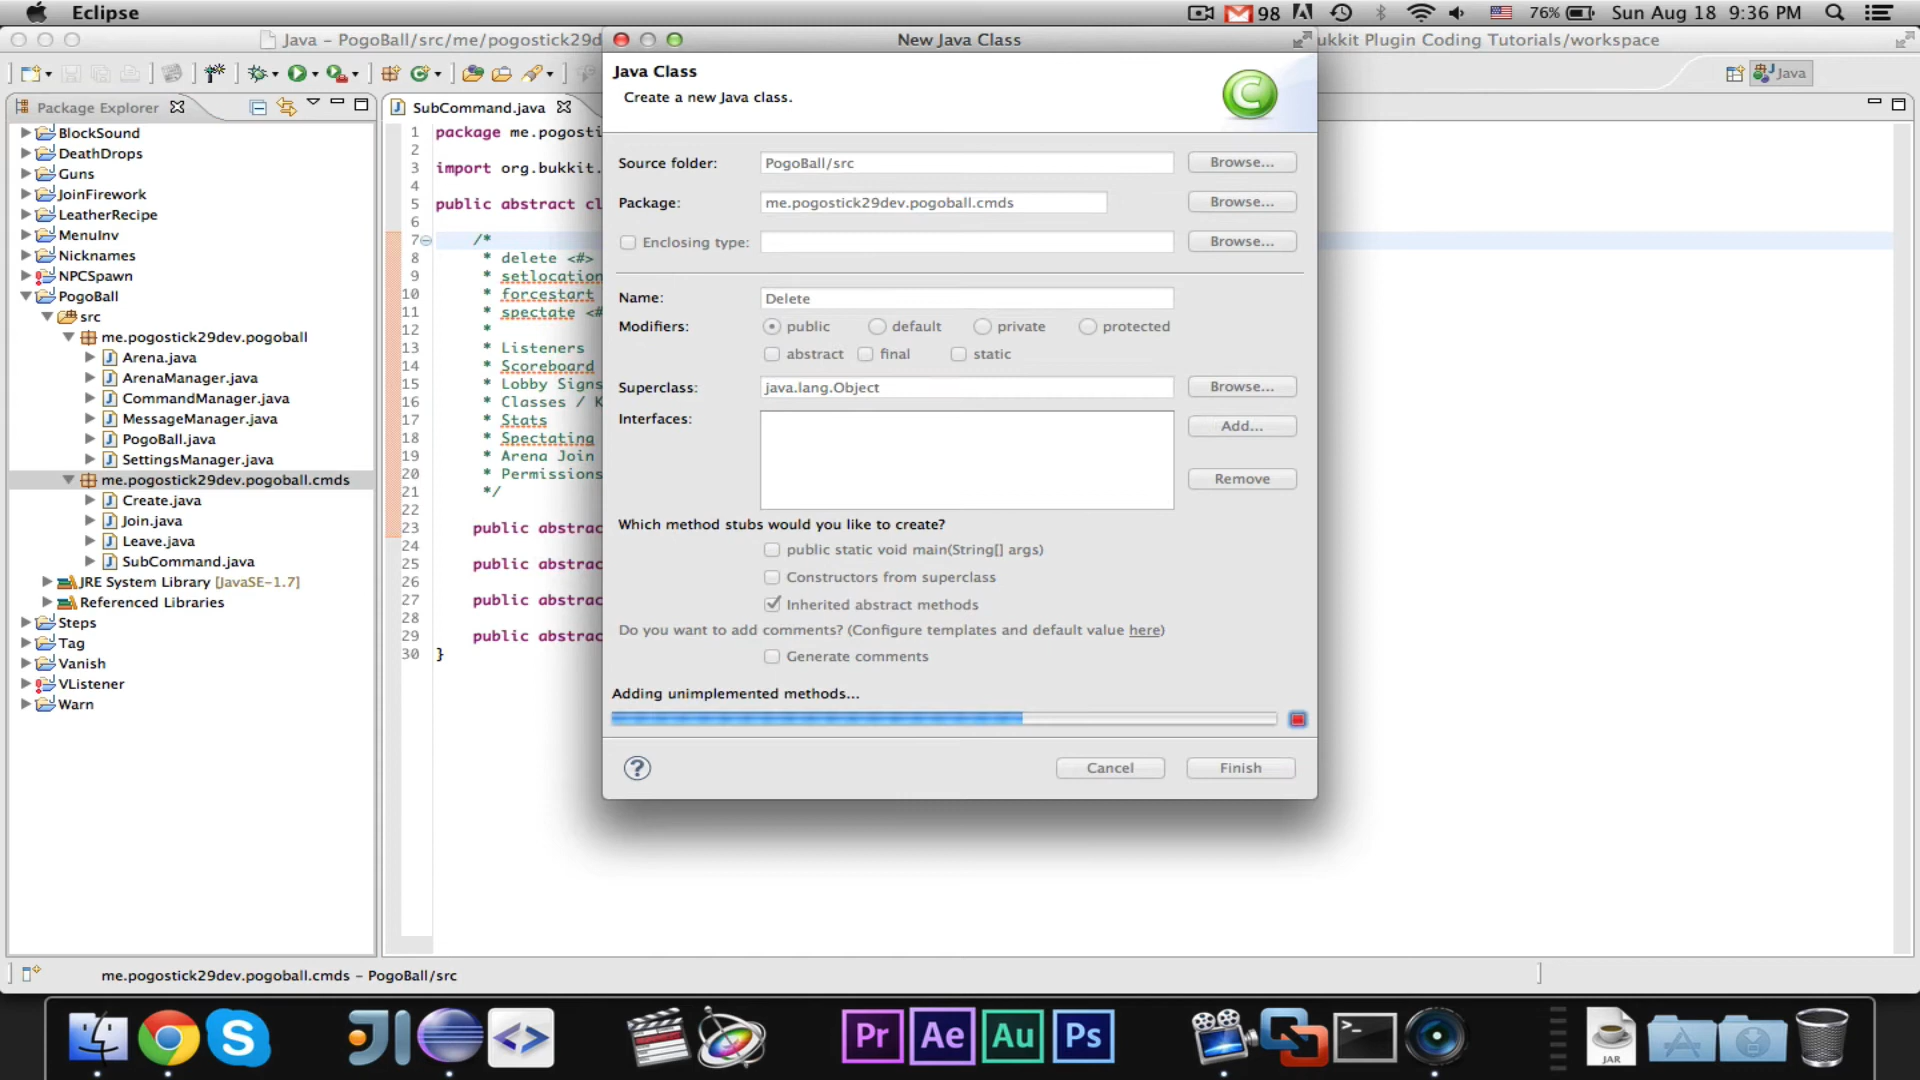 Eclipse
98
76%
Sun Aug 18 9:36 PM
Java – PogoBall/src/me/pogostick29d
New Java Class
ukkit Plugin Coding Tutorials/workspace
Java
Package Explorer
BlockSound
DeathDrops
Guns
JoinFirework
LeatherRecipe
MenuInv
Nicknames
NPCSpawn
PogoBall
src
me.pogostick29dev.pogoball
Arena.java
ArenaManager.java
CommandManager.java
MessageManager.java
PogoBall.java
SettingsManager.java
me.pogostick29dev.pogoball.cmds
Create.java
Join.java
Leave.java
SubCommand.java
JRE System Library [JavaSE-1.7]
Referenced Libraries
Steps
Tag
Vanish
VListener
Warn
SubCommand.java
1 package me.pogosti
2
3 import org.bukkit.
4
5 public abstract cl
6
7 /*
8 * delete <#>
9 * setlocation
10 * forcestart
11 * spectate <#
12 *
13 * Listeners
14 * Scoreboard
15 * Lobby Signs
16 * Classes / K
17 * Stats
18 * Spectating
19 * Arena Join
20 * Permissions
21 */
22
23 public abstrac
24
25 public abstrac
26
27 public abstrac
28
29 public abstrac
30 }
Java Class
Create a new Java class.
Source folder: PogoBall/src Browse...
Package: me.pogostick29dev.pogoball.cmds Browse...
Enclosing type: Browse...
Name: Delete
Modifiers: public default private protected
abstract final static
Superclass: java.lang.Object Browse...
Interfaces: Add...
Remove
Which method stubs would you like to create?
public static void main(String[] args)
Constructors from superclass
Inherited abstract methods
Do you want to add comments? (Configure templates and default value here)
Generate comments
Adding unimplemented methods...
? Cancel Finish
me.pogostick29dev.pogoball.cmds – PogoBall/src
S
JI
Pr
Ae
Au
Ps
JAR